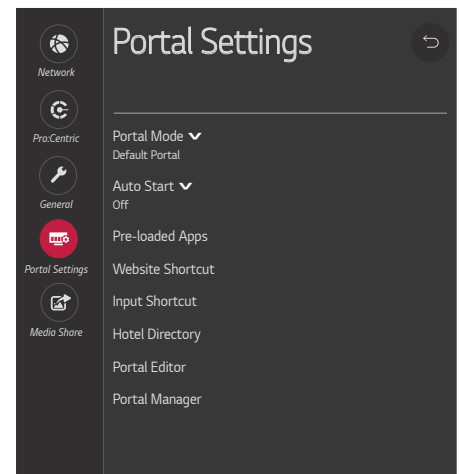 Portal Settings
Network
Pro:Centric
General
Portal Settings
Media Share
Portal Mode
Default Portal
Auto Start
Off
Pre-loaded Apps
Website Shortcut
Input Shortcut
Hotel Directory
Portal Editor
Portal Manager